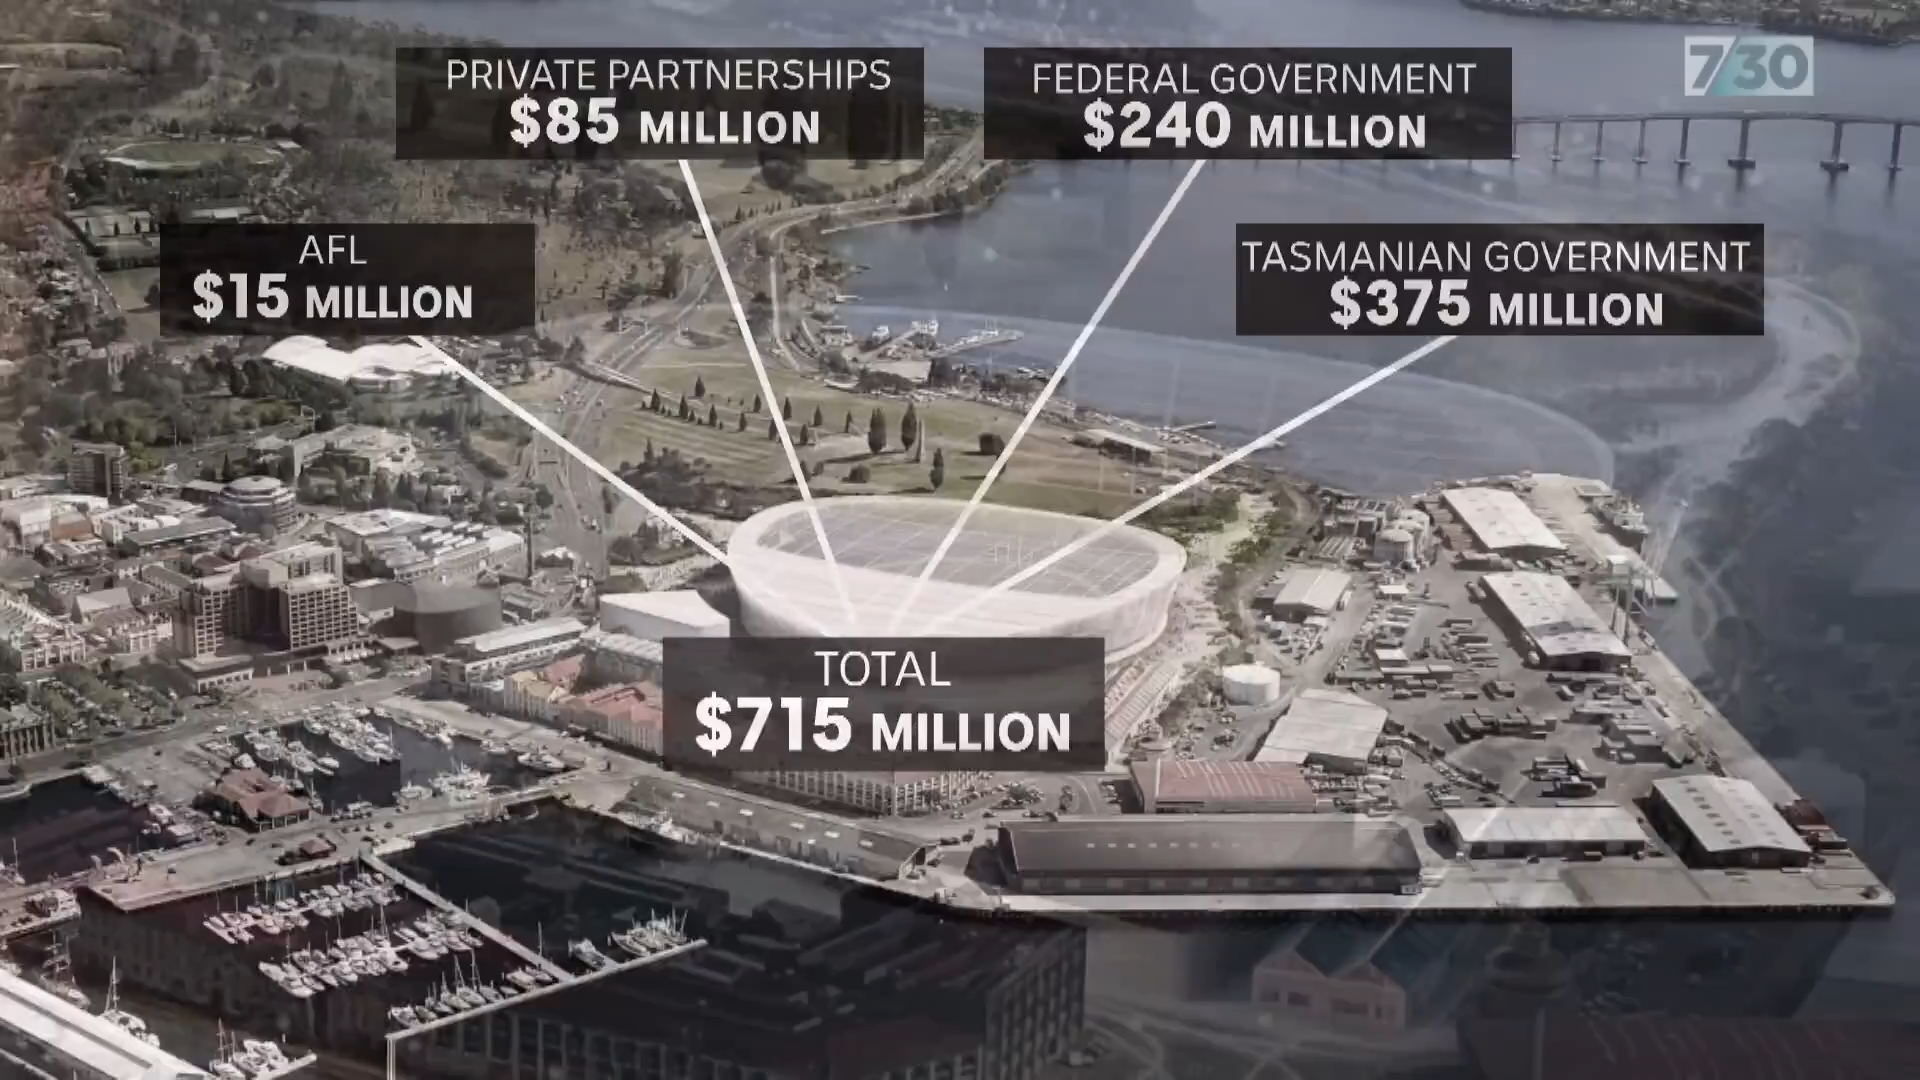 PRIVATE PARTNERSHIPS
$85 MILLION
FEDERAL GOVERNMENT
$240 MILLION
7/30
AFL
$15 MILLION
TASMANIAN GOVERNMENT
$375 MILLION
TOTAL
$715 MILLION